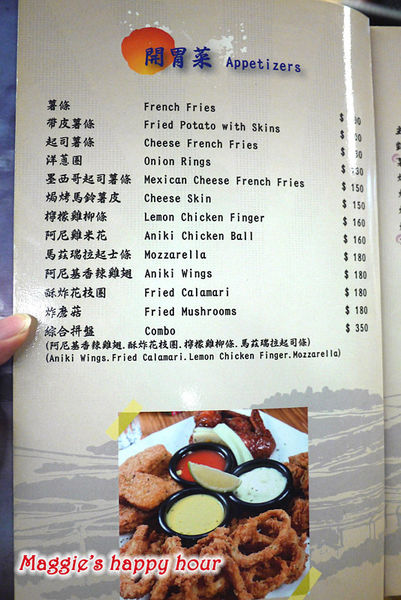 開胃菜 Appetizers
薯條 French Fries
帶皮薯條 Fried Potato with Skins
起司薯條 Cheese French Fries
洋蔥圈 Onion Rings
墨西哥起司薯條 Mexican Cheese French Fries $ 150
焗烤馬鈴薯皮 Cheese Skin $ 150
檸檬雞柳條 Lemon Chicken Finger $ 160
阿尼雞米花 Aniki Chicken Ball $ 160
馬茲瑞拉起士條 Mozzarella $ 180
阿尼基香辣雞翅 Aniki Wings $ 180
酥炸花枝圈 Fried Calamari $ 180
炸蘑菇 Fried Mushrooms $ 180
綜合拼盤 Combo $ 350
(阿尼基香辣雞翅.酥炸花枝圈.檸檬雞柳條.馬茲瑞拉起司條)
(Aniki Wings.Fried Calamari.Lemon Chicken Finger.Mozzarella)
Maggie's happy hour